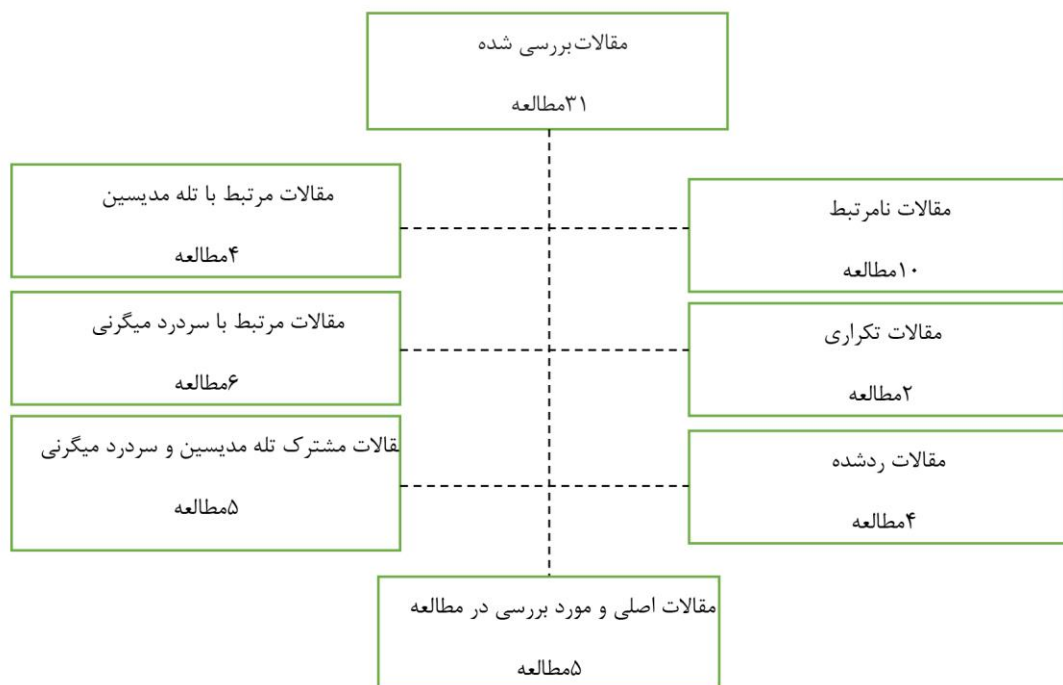 مقالات بررسی شده
۳۱مطالعه
مقالات نامرتبط
۱۰مطالعه
مقالات مرتبط با تله مدیسین
۴مطالعه
مقالات تکراری
۲مطالعه
مقالات مرتبط با سردرد میگرنی
۶مطالعه
مقالات ردشده
۴مطالعه
قالات مشترک تله مدیسین و سردرد میگرنی
۵مطالعه
مقالات اصلی و مورد بررسی در مطالعه
۵مطالعه